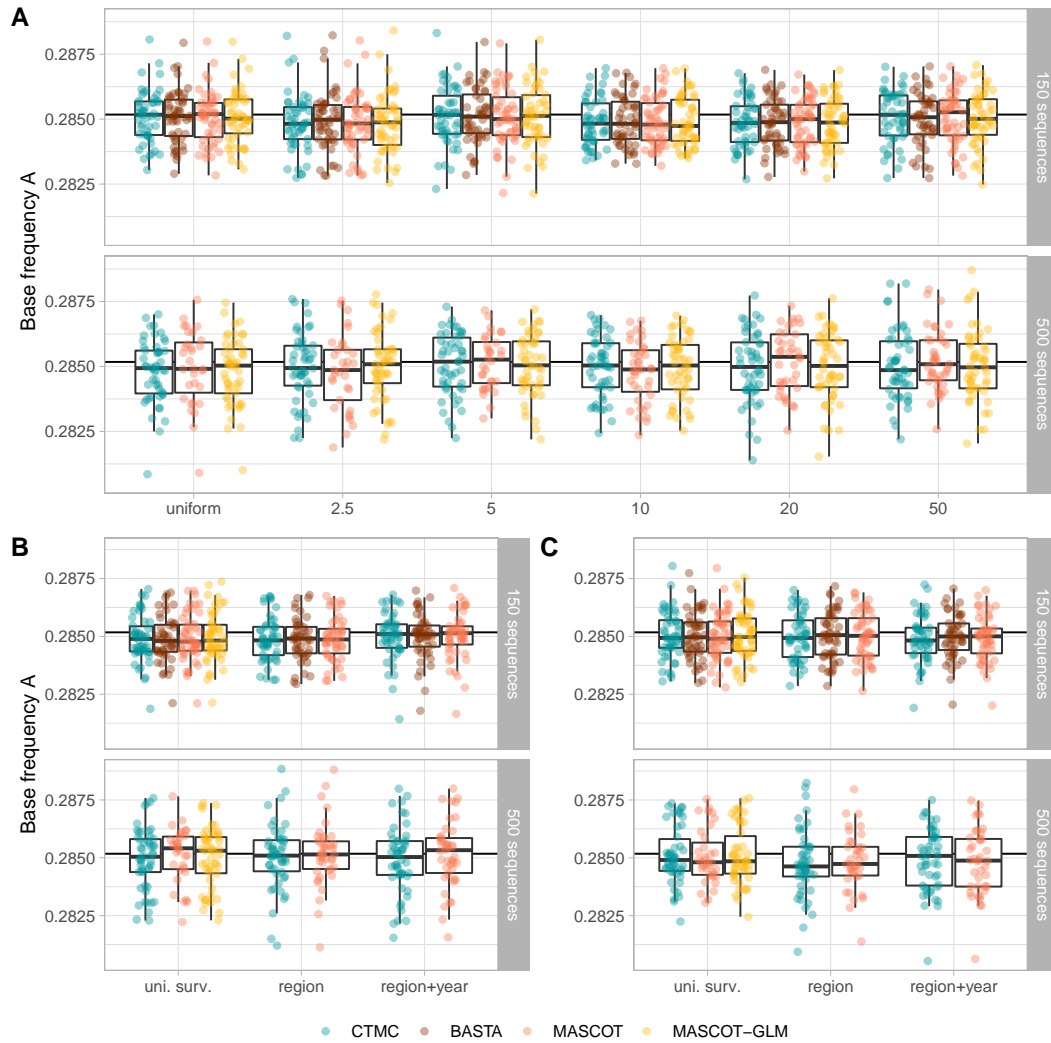 A
Base frequency A
0.2875
0.2850
0.2825
150 sequences
0.2875
0.2850
0.2825
500 sequences
uniform 2.5 5 10 20 50
B
Base frequency A
0.2875
0.2850
0.2825
150 sequences
0.2875
0.2850
0.2825
500 sequences
uni. surv. region region+year
C
0.2875
0.2850
0.2825
150 sequences
0.2875
0.2850
0.2825
500 sequences
uni. surv. region region+year
CTMC BASTA MASCOT MASCOT−GLM